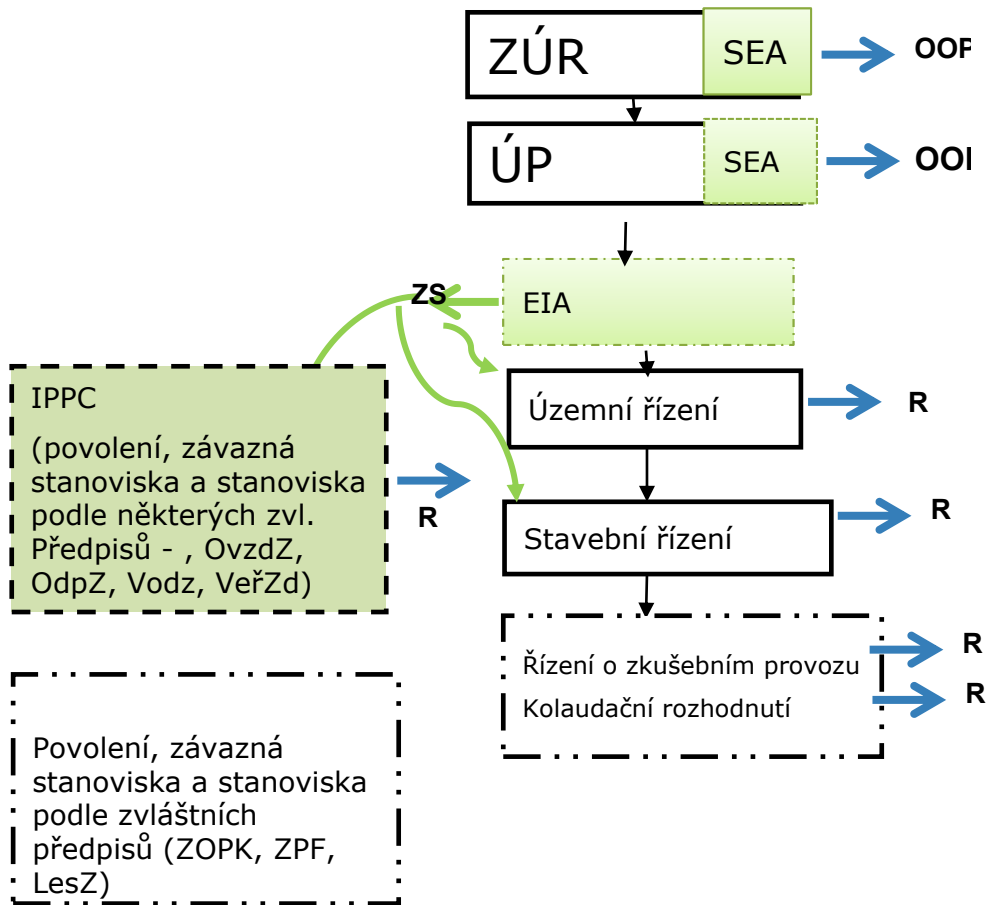 ZÚR
SEA
OOP
ÚP
SEA
OOI
ZS
EIA
IPPC
(povolení, závazná
stanoviska a stanoviska
podle některých zvl.
Předpisů - , OvzdZ,
OdpZ, Vodz, VeřZd)
R
Územní řízení
R
Stavební řízení
R
Řízení o zkušebním provozu
R
Kolaudační rozhodnutí
R
Povolení, závazná
stanoviska a stanoviska
podle zvláštních
předpisů (ZOPK, ZPF,
LesZ)